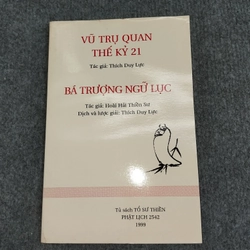 VŨ TRỤ QUAN
THẾ KỶ 21
Tác giả: Thích Duy Lực
BÁ TRƯỢNG NGỮ LỤC
Tác giả: Hoài Hải Thiền Sư
Dịch và lược giải: Thích Duy Lực
Tủ sách TỔ SƯ THIỀN
PHẬT LỊCH 2542
1999